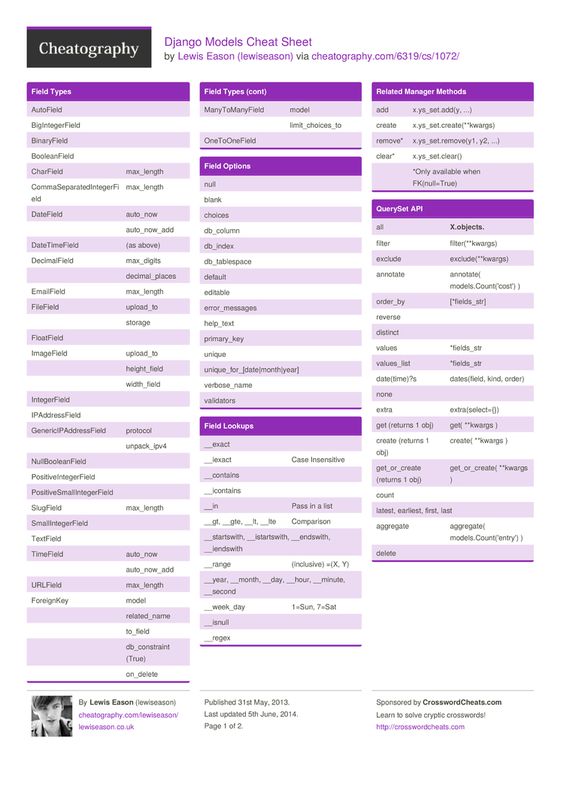 Cheatography
Django Models Cheat Sheet
by Lewis Eason (lewiseason) via cheatography.com/6319/cs/1072/
Field Types
AutoField
BigIntegerField
BinaryField
BooleanField
CharField max_length
CommaSeparatedIntegerFi max_length
eld
DateField auto_now
auto_now_add
DateTimeField (as above)
DecimalField max_digits
decimal_places
EmailField max_length
FileField upload_to
storage
FloatField
ImageField upload_to
height_field
width_field
IntegerField
IPAddressField
GenericIPAddressField protocol
unpack_ipv4
NullBooleanField
PositiveIntegerField
PositiveSmallIntegerField
SlugField max_length
SmallIntegerField
TextField
TimeField auto_now
auto_now_add
URLField max_length
ForeignKey model
related_name
to_field
db_constraint
(True)
on_delete
Field Types (cont)
ManyToManyField model
limit_choices_to
OneToOneField
Field Options
null
blank
choices
db_column
db_index
db_tablespace
default
editable
error_messages
help_text
primary_key
unique
unique_for_[date|month|year]
verbose_name
validators
Field Lookups
__exact
__iexact Case Insensitive
__contains
__icontains
__in Pass in a list
__gt, __gte, __lt, __lte Comparison
__startswith, __istartswith, __endswith,
__iendswith
__range (inclusive) =(X, Y)
__year, __month, __day, __hour, __minute,
__second
__week_day 1=Sun, 7=Sat
__isnull
__regex
Related Manager Methods
add x.ys_set.add(y, ...)
create x.ys_set.create(**kwargs)
remove* x.ys_set.remove(y1, y2, ...)
clear* x.ys_set.clear()
*Only available when
FK(null=True)
QuerySet API
all X.objects.
filter filter(**kwargs)
exclude exclude(**kwargs)
annotate annotate(
models.Count('cost') )
order_by [*fields_str]
reverse
distinct
values *fields_str
values_list *fields_str
date(time)?s dates(field, kind, order)
none
extra extra(select={})
get (returns 1 obj) get( **kwargs )
create (returns 1 create( **kwargs )
obj)
get_or_create get_or_create( **kwargs
(returns 1 obj) )
count
latest, earliest, first, last
aggregate aggregate(
models.Count('entry') )
delete
By Lewis Eason (lewiseason)
cheatography.com/lewiseason/
lewiseason.co.uk
Published 31st May, 2013.
Last updated 5th June, 2014.
Page 1 of 2.
Sponsored by CrosswordCheats.com
Learn to solve cryptic crosswords!
http://crosswordcheats.com